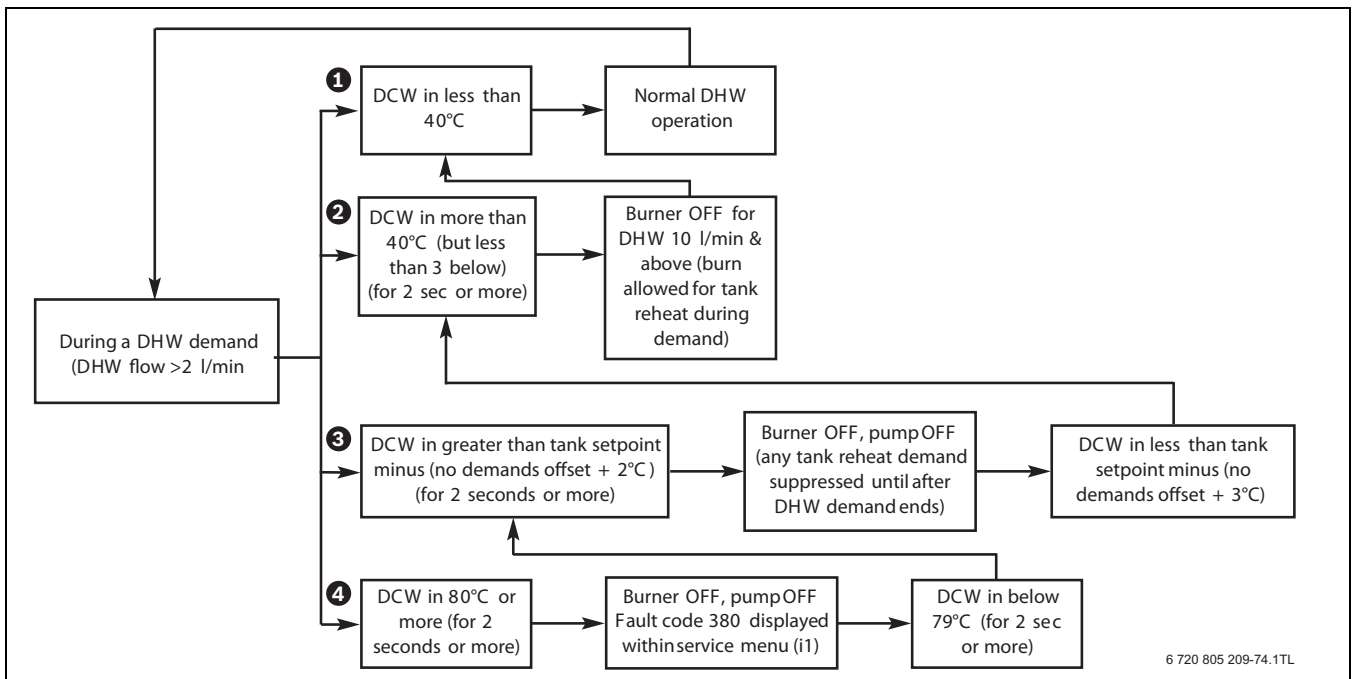 1
DCW in less than
40°C
Normal DHW
operation
2
DCW in more than
40°C (but less
than 3 below)
(for 2 sec or more)
Burner OFF for
DHW 10 l/min &
above (burn
allowed for tank
reheat during
demand)
During a DHW demand
(DHW flow >2 l/min
3
DCW in greater than tank setpoint
minus (no demands offset + 2°C)
(for 2 seconds or more)
Burner OFF, pump OFF
(any tank reheat demand
suppressed until after
DHW demand ends)
DCW in less than tank
setpoint minus (no
demands offset + 3°C)
4
DCW in 80°C or
more (for 2
seconds or more)
Burner OFF, pump OFF
Fault code 380 displayed
within service menu (i1)
DCW in below
79°C (for 2 sec
or more)
6 720 805 209-74.1TL